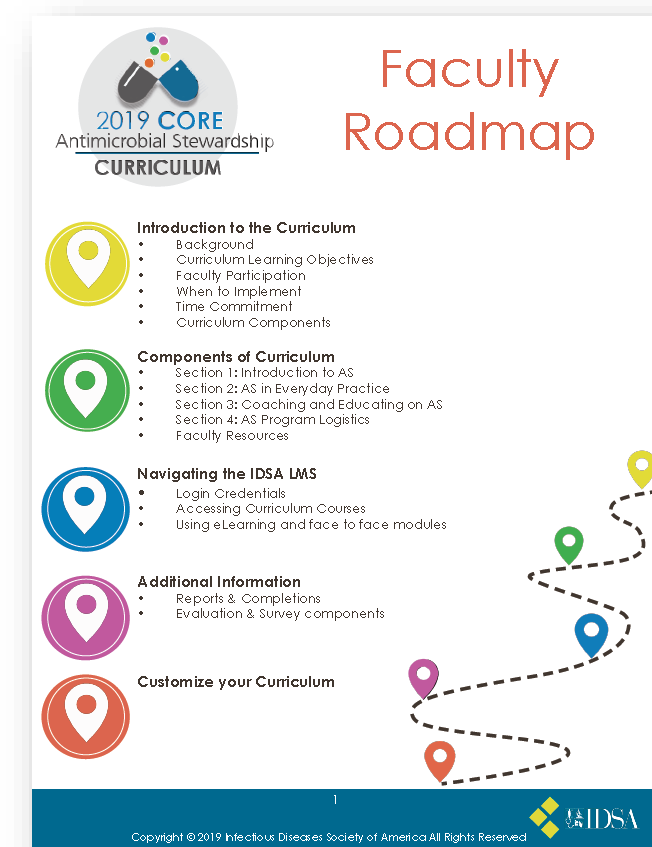 2019 CORE
Antimicrobial Stewardship
CURRICULUM
Faculty
Roadmap
Introduction to the Curriculum
• Background
• Curriculum Learning Objectives
• Faculty Participation
• When to Implement
• Time Commitment
• Curriculum Components
Components of Curriculum
• Section 1: Introduction to AS
• Section 2: AS in Everyday Practice
• Section 3: Coaching and Educating on AS
• Section 4: AS Program Logistics
• Faculty Resources
Navigating the IDSA LMS
• Login Credentials
• Accessing Curriculum Courses
• Using eLearning and face to face modules
Additional Information
• Reports & Completions
• Evaluation & Survey components
Customize your Curriculum
1
IDSA
Copyright © 2019 Infectious Diseases Society of America All Rights Reserved